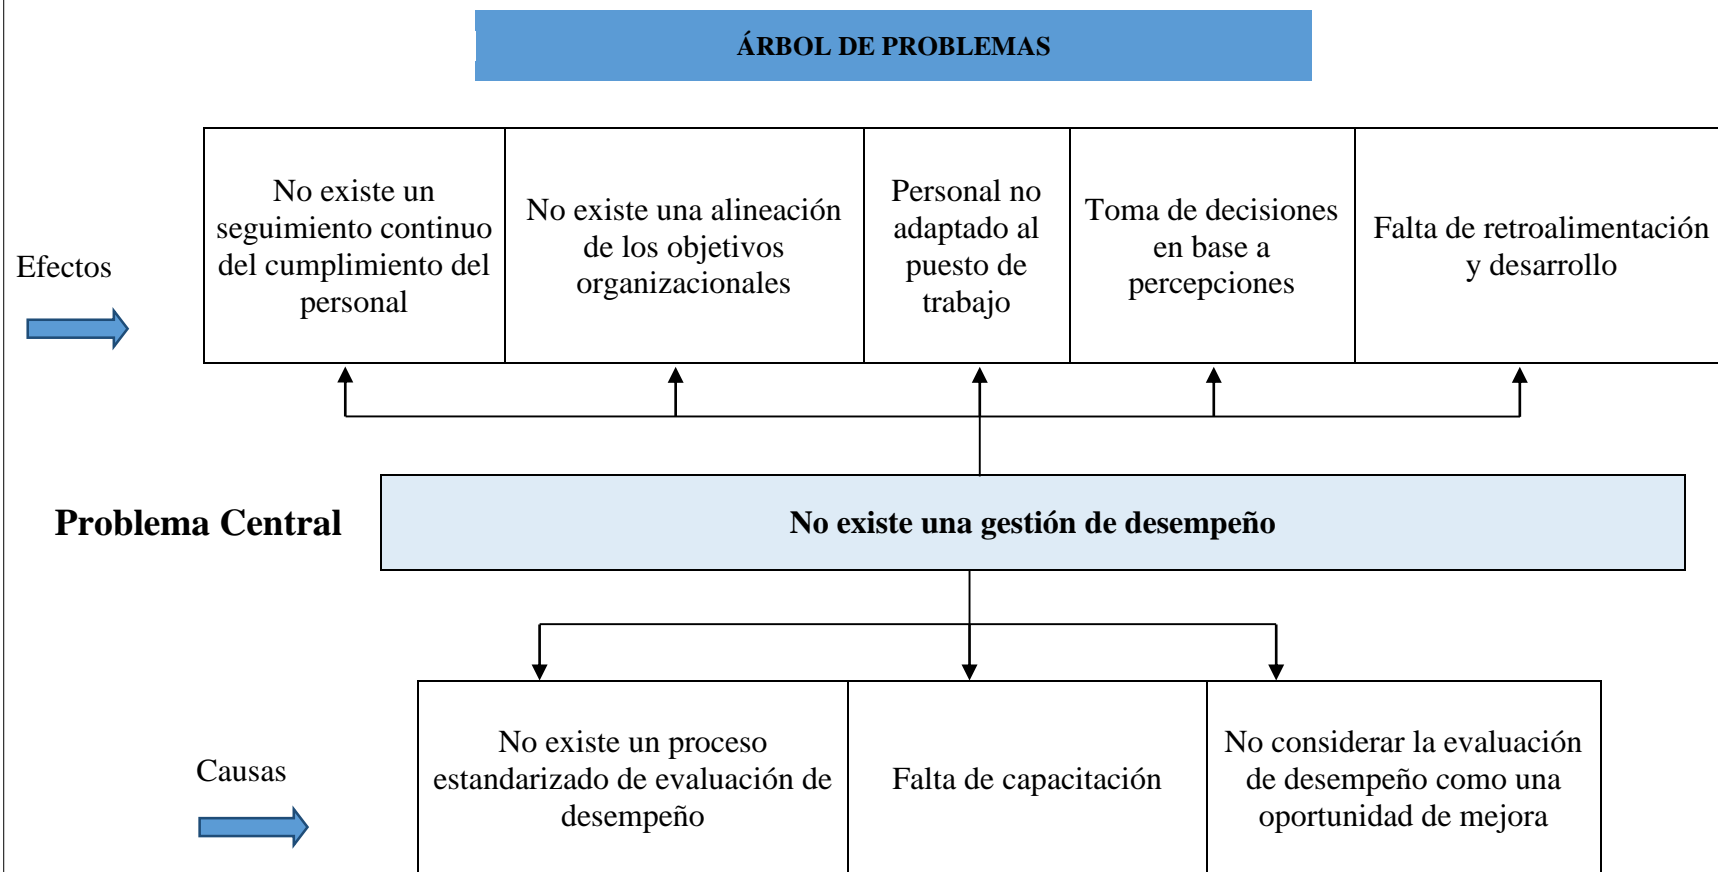 ÁRBOL DE PROBLEMAS
Efectos
No existe un
seguimiento continuo
del cumplimiento del
personal
No existe una alineación
de los objetivos
organizacionales
Personal no
adaptado al
puesto de
trabajo
Toma de decisiones
en base a
percepciones
Falta de retroalimentación
y desarrollo
Problema Central
No existe una gestión de desempeño
Causas
No existe un proceso
estandarizado de evaluación de
desempeño
Falta de capacitación
No considerar la evaluación
de desempeño como una
oportunidad de mejora